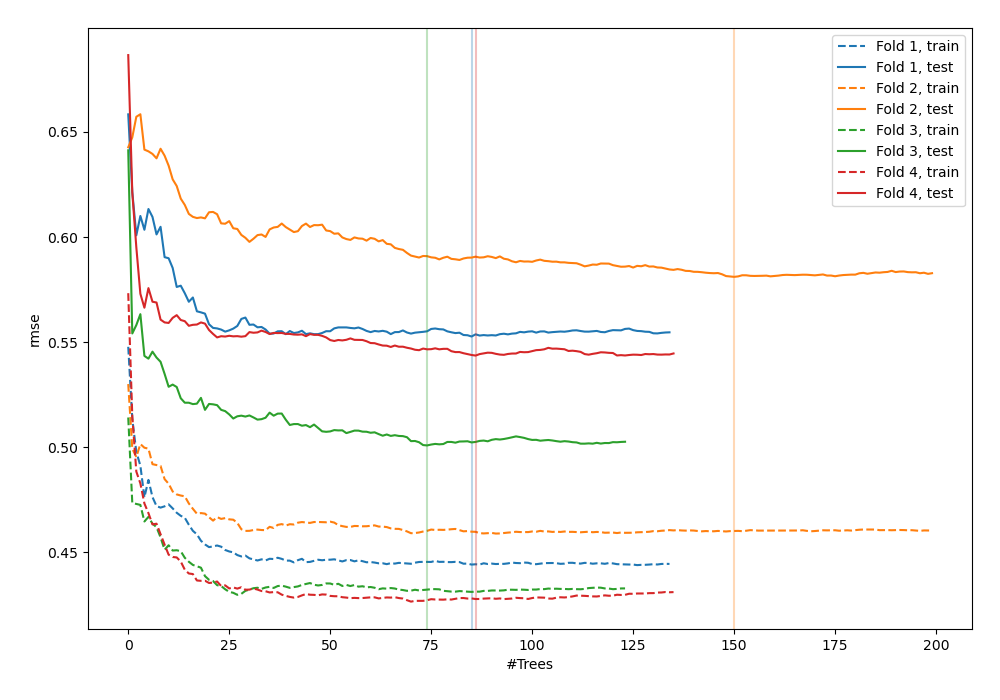 Fold 1, train
Fold 1, test
Fold 2, train
Fold 2, test
Fold 3, train
Fold 3, test
Fold 4, train
Fold 4, test
0.65
0.60
0.55
0.50
0.45
rmse
0 25 50 75 100 125 150 175 200
#Trees